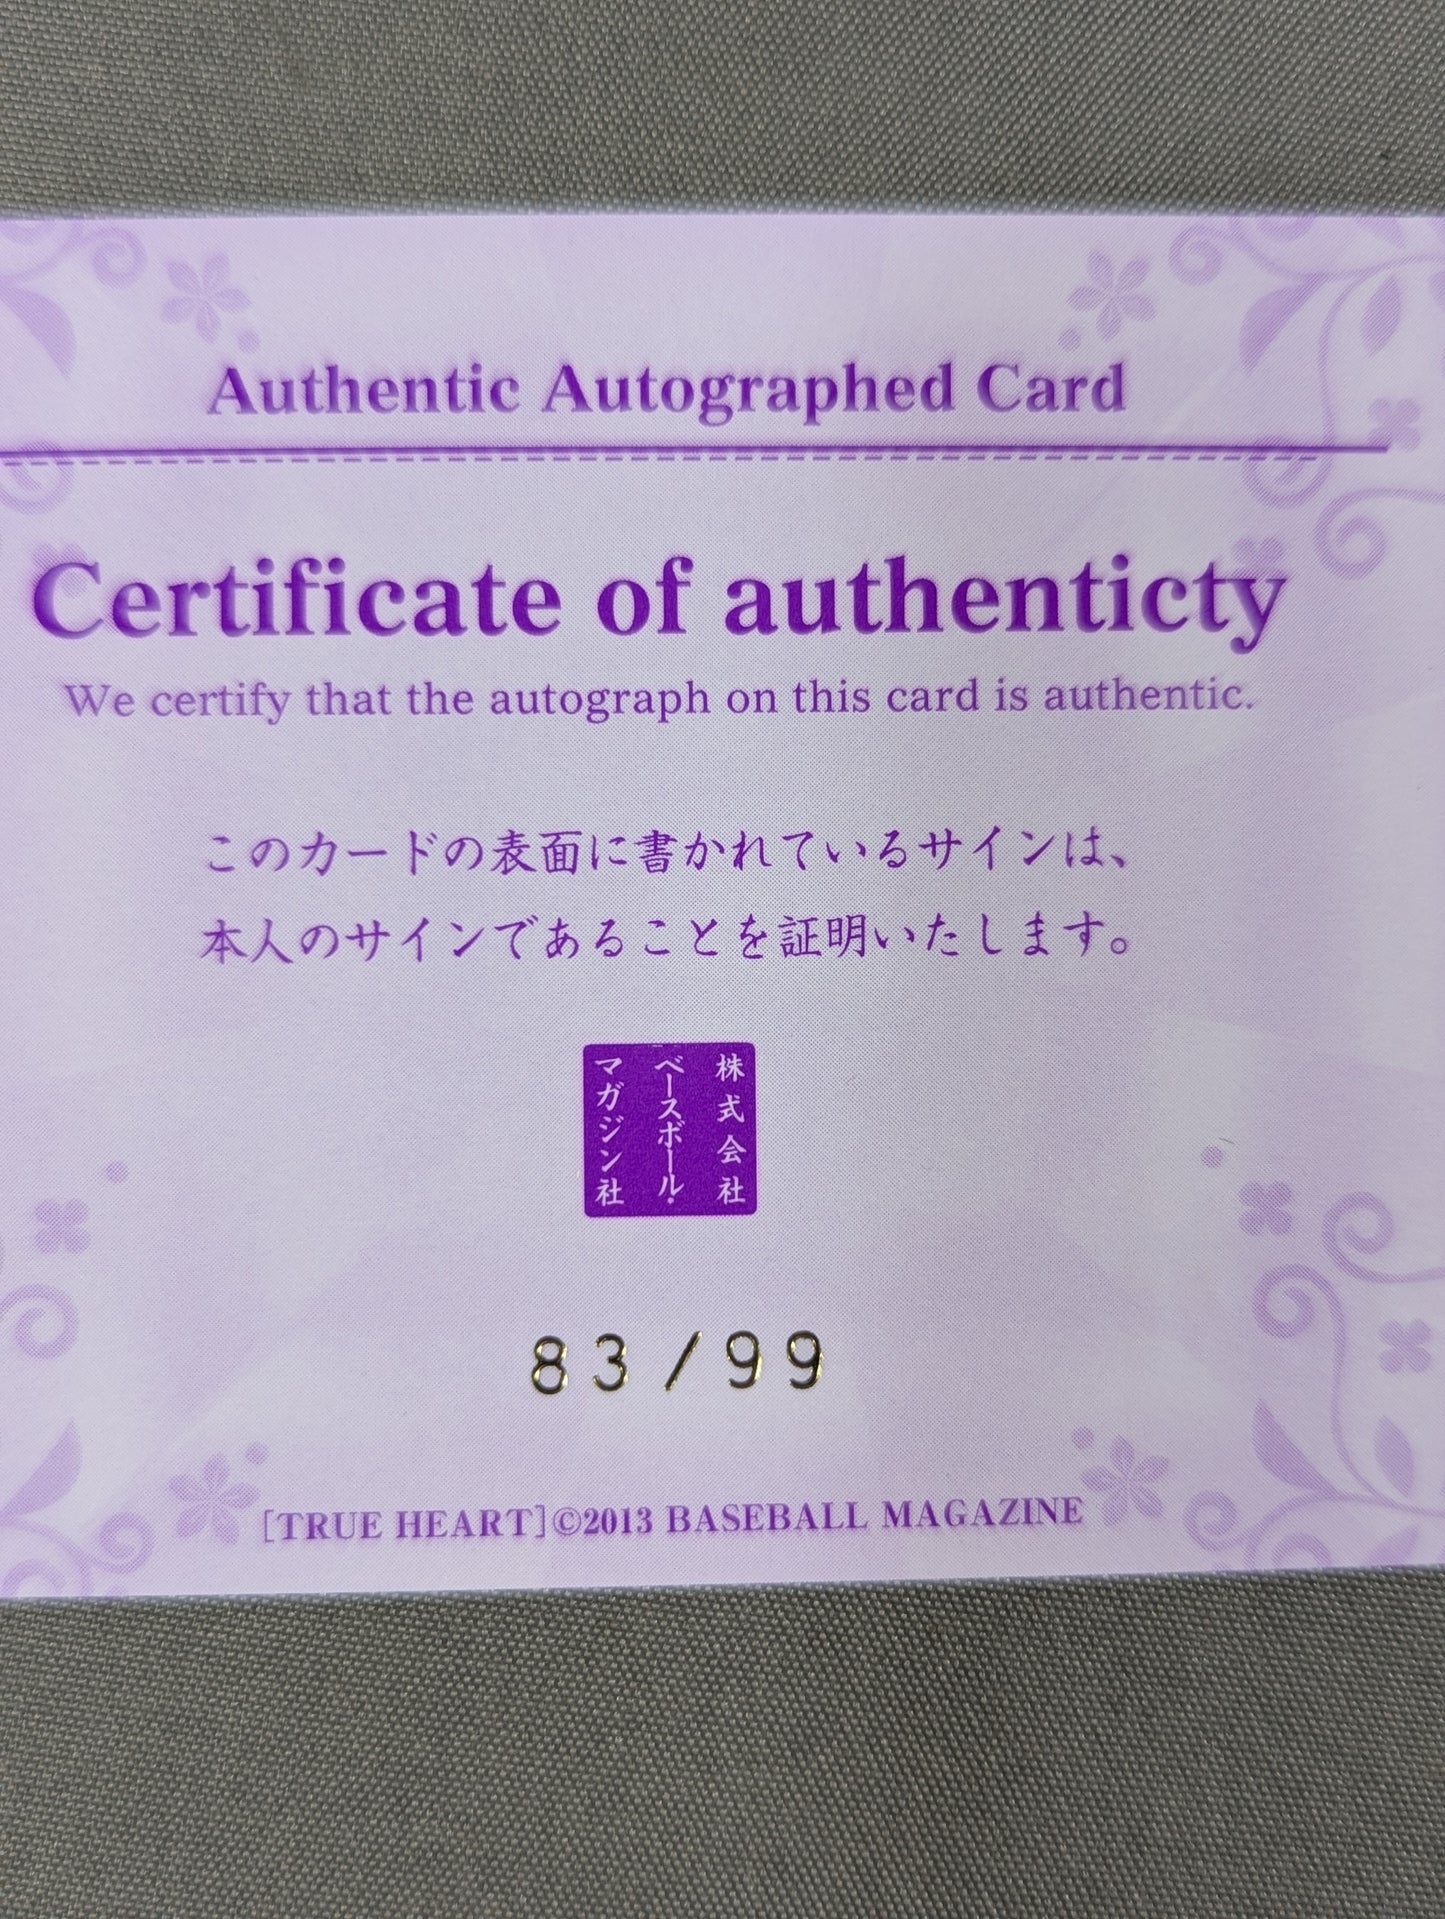 Authentic Autographed Card
Certificate of authenticty
We certify that the autograph on this card is authentic.
このカードの表面に書かれているサインは、
本人のサインであることを証明いたします。
株式会社
ベースボール・
マガジン社
83/99
[TRUE HEART]©2013 BASEBALL MAGAZINE